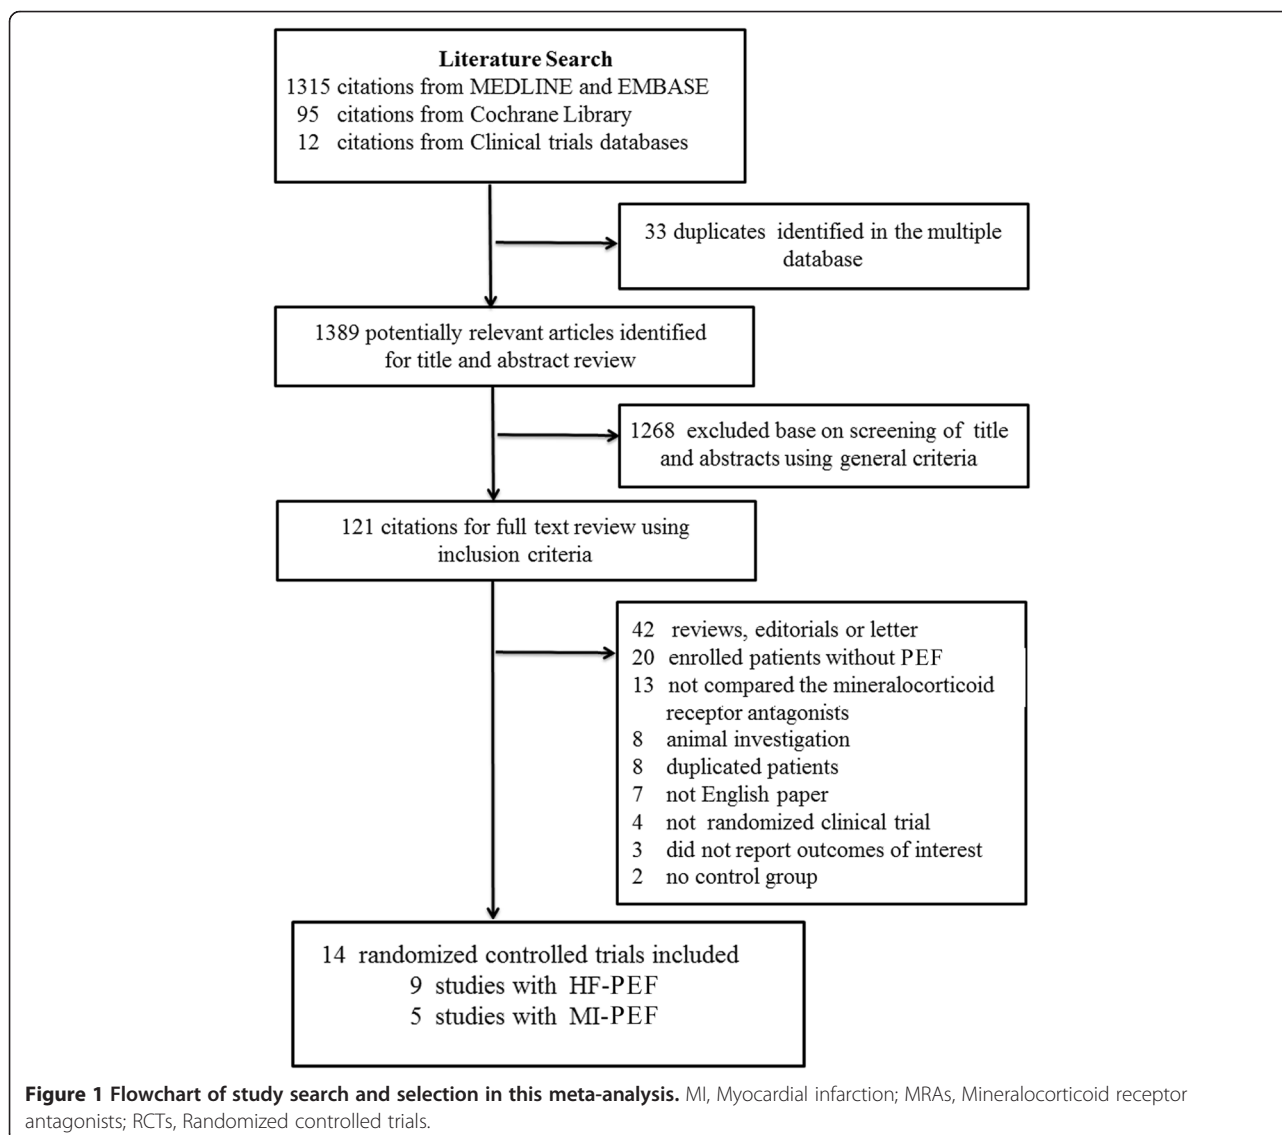 Literature Search
1315 citations from MEDLINE and EMBASE
95 citations from Cochrane Library
12 citations from Clinical trials databases
33 duplicates identified in the multiple
database
1389 potentially relevant articles identified
for title and abstract review
1268 excluded base on screening of title
and abstracts using general criteria
121 citations for full text review using
inclusion criteria
42 reviews, editorials or letter
20 enrolled patients without PEF
13 not compared the mineralocorticoid
receptor antagonists
8 animal investigation
8 duplicated patients
7 not English paper
4 not randomized clinical trial
3 did not report outcomes of interest
2 no control group
14 randomized controlled trials included
9 studies with HF-PEF
5 studies with MI-PEF
Figure 1 Flowchart of study search and selection in this meta-analysis. MI, Myocardial infarction; MRAs, Mineralocorticoid receptor
antagonists; RCTs, Randomized controlled trials.